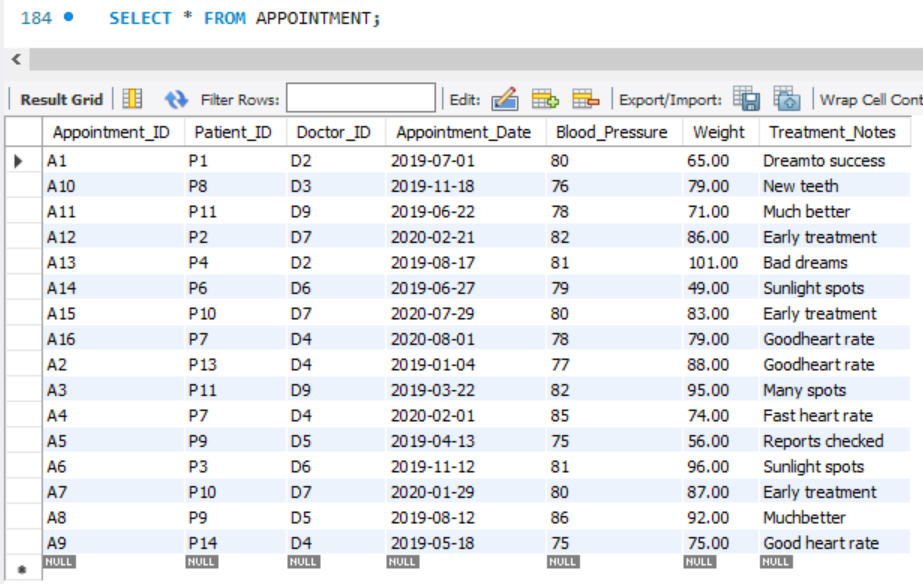 184 SELECT * FROM APPOINTMENT;
Result Grid Filter Rows: Edit: Export/Import: Wrap Cell Cont
Appointment_ID Patient_ID Doctor_ID Appointment_Date Blood_Pressure Weight Treatment_Notes
A1 P1 D2 2019-07-01 80 65.00 Dreamto success
A10 P8 D3 2019-11-18 76 79.00 New teeth
A11 P11 D9 2019-06-22 78 71.00 Much better
A12 P2 D7 2020-02-21 82 86.00 Early treatment
A13 P4 D2 2019-08-17 81 101.00 Bad dreams
A14 P6 D6 2019-06-27 79 49.00 Sunlight spots
A15 P10 D7 2020-07-29 80 83.00 Early treatment
A16 P7 D4 2020-08-01 78 79.00 Goodheart rate
A2 P13 D4 2019-01-04 77 88.00 Goodheart rate
A3 P11 D9 2019-03-22 82 95.00 Many spots
A4 P7 D4 2020-02-01 85 74.00 Fast heart rate
A5 P9 D5 2019-04-13 75 56.00 Reports checked
A6 P3 D6 2019-11-12 81 96.00 Sunlight spots
A7 P10 D7 2020-01-29 80 87.00 Early treatment
A8 P9 D5 2019-08-12 86 92.00 Muchbetter
A9 P14 D4 2019-05-18 75 75.00 Good heart rate
NULL NULL NULL NULL NULL NULL NULL